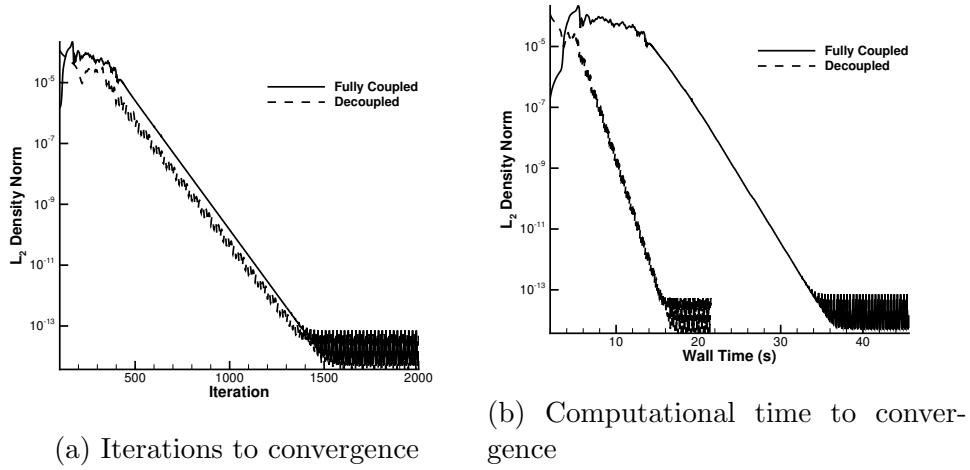 L2 Density Norm
10-5
10-7
10-9
10-11
10-13
Fully Coupled
Decoupled
500
1000
1500
2000
Iteration
(a) Iterations to convergence
L2 Density Norm
10-5
10-7
10-9
10-11
10-13
Fully Coupled
Decoupled
10
20
30
40
Wall Time (s)
(b) Computational time to conver-
gence